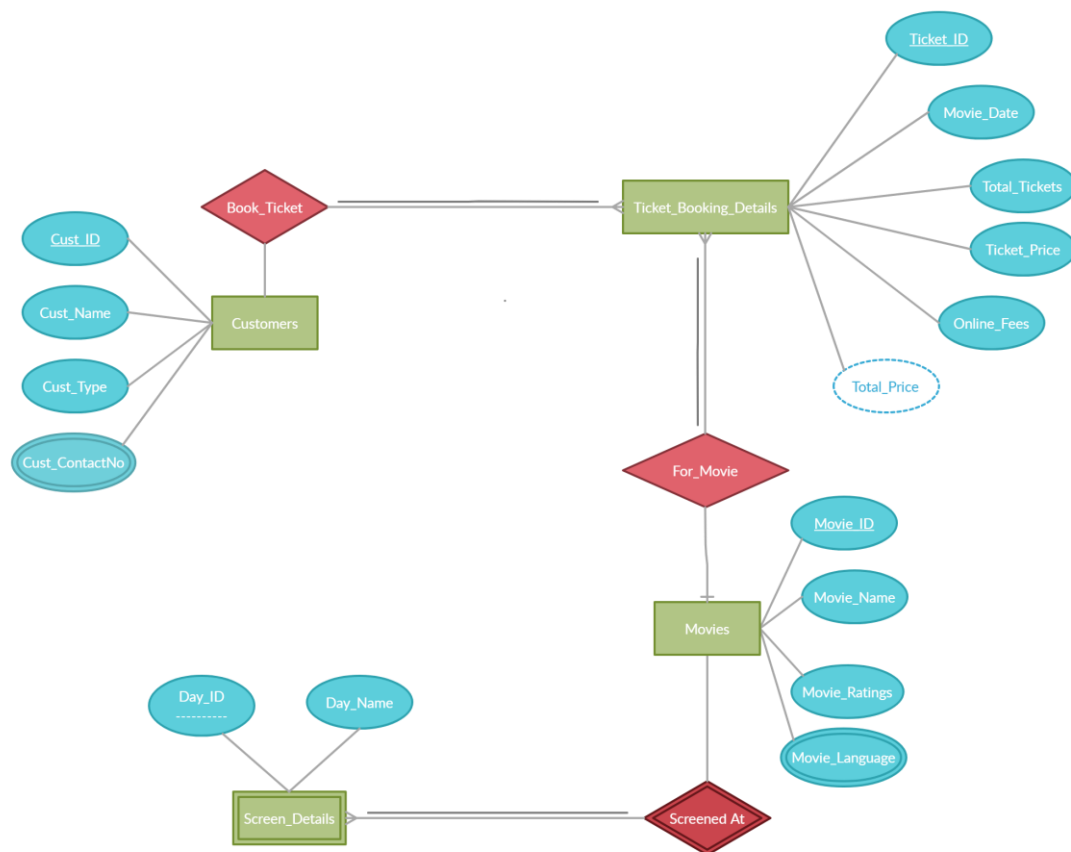 Ticket_ID
Movie_Date
Total_Tickets
Book_Ticket
Ticket_Booking_Details
Cust_ID
Ticket_Price
Cust_Name
Customers
Online_Fees
Cust_Type
Total_Price
Cust_ContactNo
For_Movie
Movie_ID
Movie_Name
Movies
Day_ID
----------
Day_Name
Movie_Ratings
Movie_Language
Screen_Details
Screened At